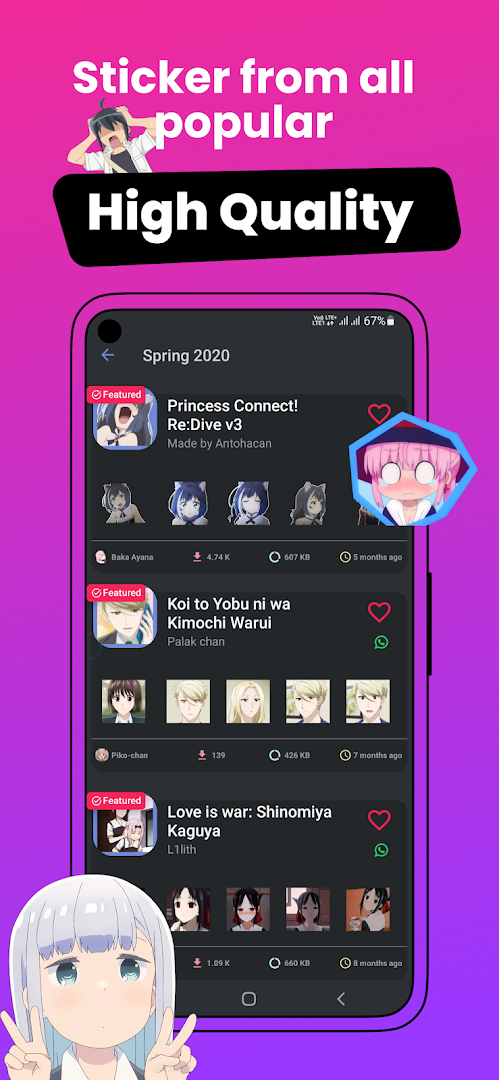 Sticker from all
popular
High Quality
Vo)) LTE+
LTE1 67%
Spring 2020
Featured
Princess Connect!
Re:Dive v3
Made by Antohacan
Baka Ayana 4.74 K 607 KB 5 months ago
Featured
Koi to Yobu ni wa
Kimochi Warui
Palak chan
Piko-chan 139 426 KB 7 months ago
Featured
Love is war: Shinomiya
Kaguya
L1lith
1.09 K 660 KB 8 months ago